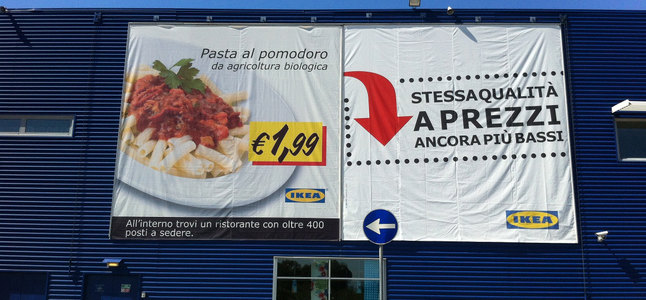 Pasta al pomodoro
da agricoltura biologica
€ 1,99
IKEA
All'interno trovi un ristorante con oltre 400
posti a sedere.
STESSA QUALITÀ
A PREZZI
ANCORA PIÙ BASSI
IKEA